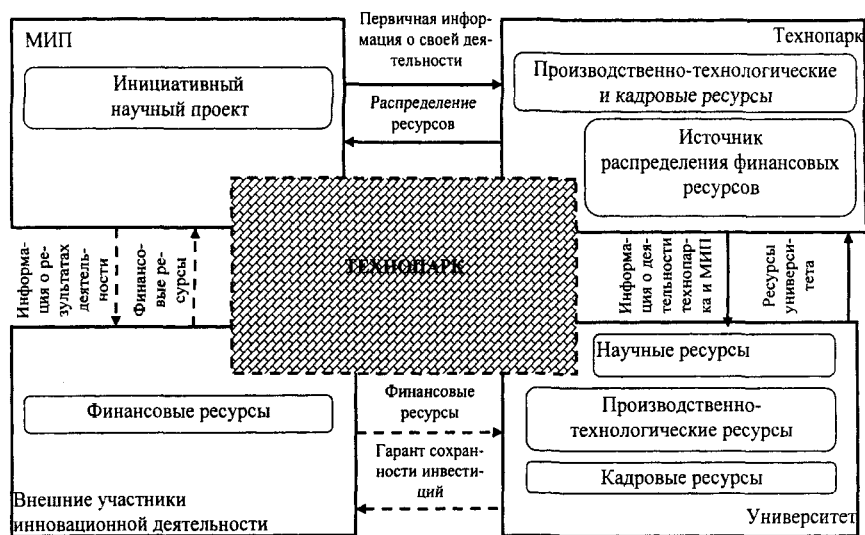 МИП
Инициативный
научный проект
Первичная инфор-
мация о своей дея-
тельности
Распределение
ресурсов
Технопарк
Производственно-технологические
и кадровые ресурсы
Источник
распределения финансовых
ресурсов
Информа-
ция о ре-
зультатах
деятель-
ности
Финансо-
вые ре-
сурсы
ТЕХНОПАРК
Информа-
ция о дея-
тельности
технопар-
ка и МИП
Ресурсы
универси-
тета
Финансовые ресурсы
Внешние участники
инновационной деятельности
Финансовые
ресурсы
Гарант сохран-
ности инвести-
ций
Научные ресурсы
Производственно-
технологические ресурсы
Кадровые ресурсы
Университет